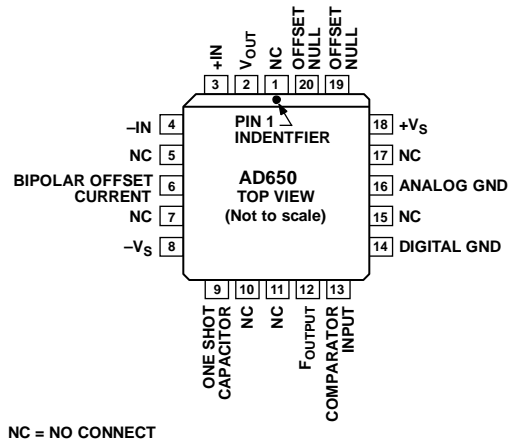 +IN
VOUT
NC
OFFSET
NULL
OFFSET
NULL
3
2
1
20
19
PIN 1
INDENTFIER
–IN 4
NC 5
BIPOLAR OFFSET
CURRENT 6
NC 7
–VS 8
AD650
TOP VIEW
(Not to scale)
18 +VS
17 NC
16 ANALOG GND
15 NC
14 DIGITAL GND
9
10
11
12
13
ONE SHOT
CAPACITOR
NC
NC
FOUTPUT
COMPARATOR
INPUT
NC = NO CONNECT